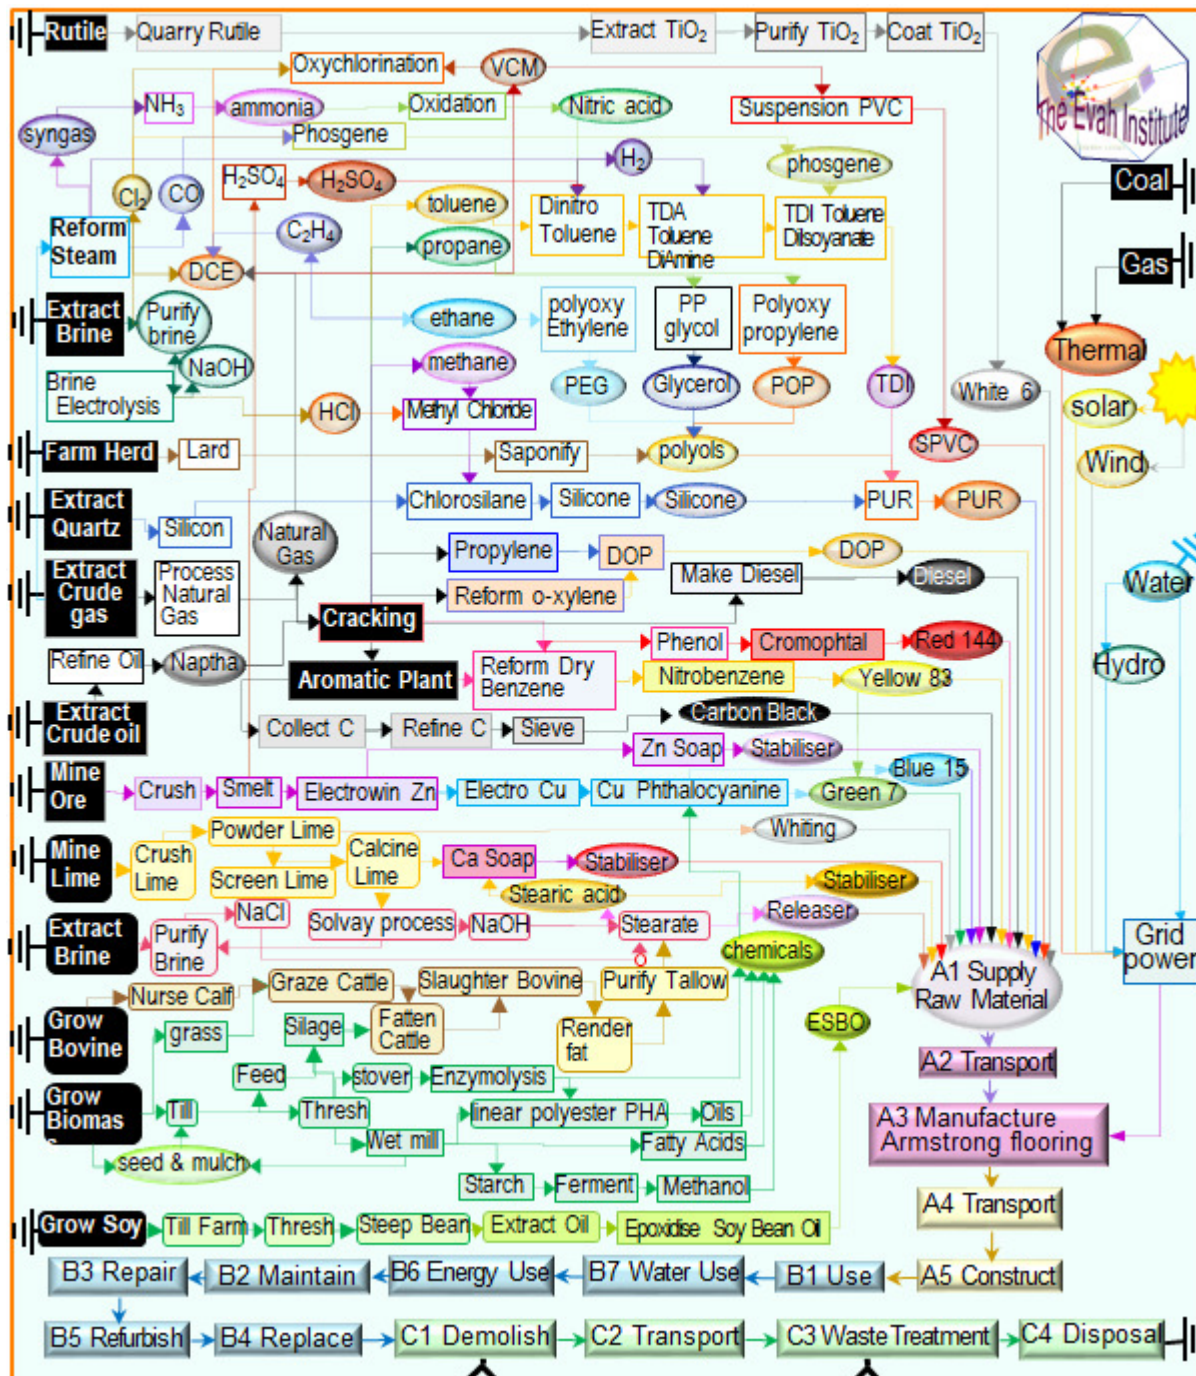 Rutile
Quarry Rutile
Extract TiO₂
Purify TiO₂
Coat TiO₂
The Evah Institute
Oxychlorination
VCM
NH₃
ammonia
Oxidation
Nitric acid
Suspension PVC
syngas
Phosgene
H₂
phosgene
Coal
Cl₂
CO
H₂SO₄
H₂SO₄
toluene
Dinitro
Toluene
TDA
Toluene
DiAmine
TDI Toluene
DiIsoyanate
Reform
Steam
C₂H₄
propane
Gas
DCE
Extract
Brine
Purify
brine
ethane
polyoxy
Ethylene
PP
glycol
Polyoxy
propylene
Thermal
NaOH
methane
Brine
Electrolysis
HCl
Methyl Chloride
PEG
Glycerol
POP
TDI
White 6
solar
Farm Herd
Lard
Saponify
polyols
SPVC
Wind
Extract
Quartz
Silicon
Chlorosilane
Silicone
Silicone
PUR
PUR
Natural
Gas
Propylene
DOP
DOP
Extract
Crude
gas
Process
Natural
Gas
Make Diesel
Diesel
Water
Reform o-xylene
Cracking
Phenol
Cromophtal
Red 144
Refine Oil
Naptha
Hydro
Aromatic Plant
Reform Dry
Benzene
Nitrobenzene
Yellow 83
Extract
Crude oil
Collect C
Refine C
Sieve
Carbon Black
Zn Soap
Stabiliser
Mine
Ore
Crush
Smelt
Electrowin Zn
Electro Cu
Cu Phthalocyanine
Blue 15
Green 7
Mine
Lime
Crush
Lime
Powder Lime
Screen Lime
Calcine
Lime
Whiting
Ca Soap
Stabiliser
Stearic acid
Stabiliser
Extract
Brine
Purify
Brine
NaCl
Solvay process
NaOH
Stearate
Releaser
chemicals
Grid
power
A1 Supply
Raw Material
Nurse Calf
Graze Cattle
Slaughter Bovine
Purify Tallow
Grow
Bovine
grass
Silage
Fatten
Cattle
Render
fat
ESBO
Feed
stover
Enzymolysis
A2 Transport
Grow
Biomas
s
Till
Thresh
linear polyester PHA
Oils
A3 Manufacture
Armstrong flooring
Wet mill
Fatty Acids
seed & mulch
Starch
Ferment
Methanol
A4 Transport
Grow Soy
Till Farm
Thresh
Steep Bean
Extract Oil
Epoxidise Soy Bean Oil
B3 Repair
B2 Maintain
B6 Energy Use
B7 Water Use
B1 Use
A5 Construct
B5 Refurbish
B4 Replace
C1 Demolish
C2 Transport
C3 Waste Treatment
C4 Disposal